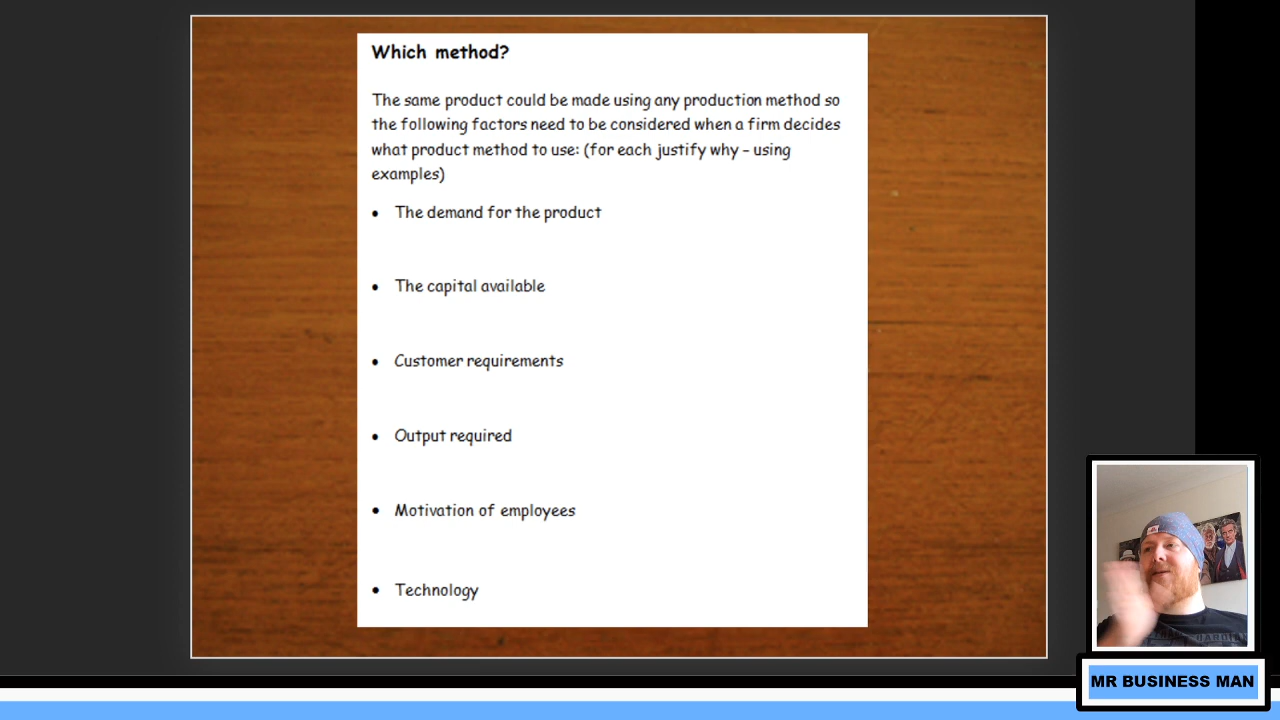 Which method?
The same product could be made using any production method so
the following factors need to be considered when a firm decides
what product method to use: (for each justify why – using
examples)
• The demand for the product
• The capital available
• Customer requirements
• Output required
• Motivation of employees
• Technology
MR BUSINESS MAN